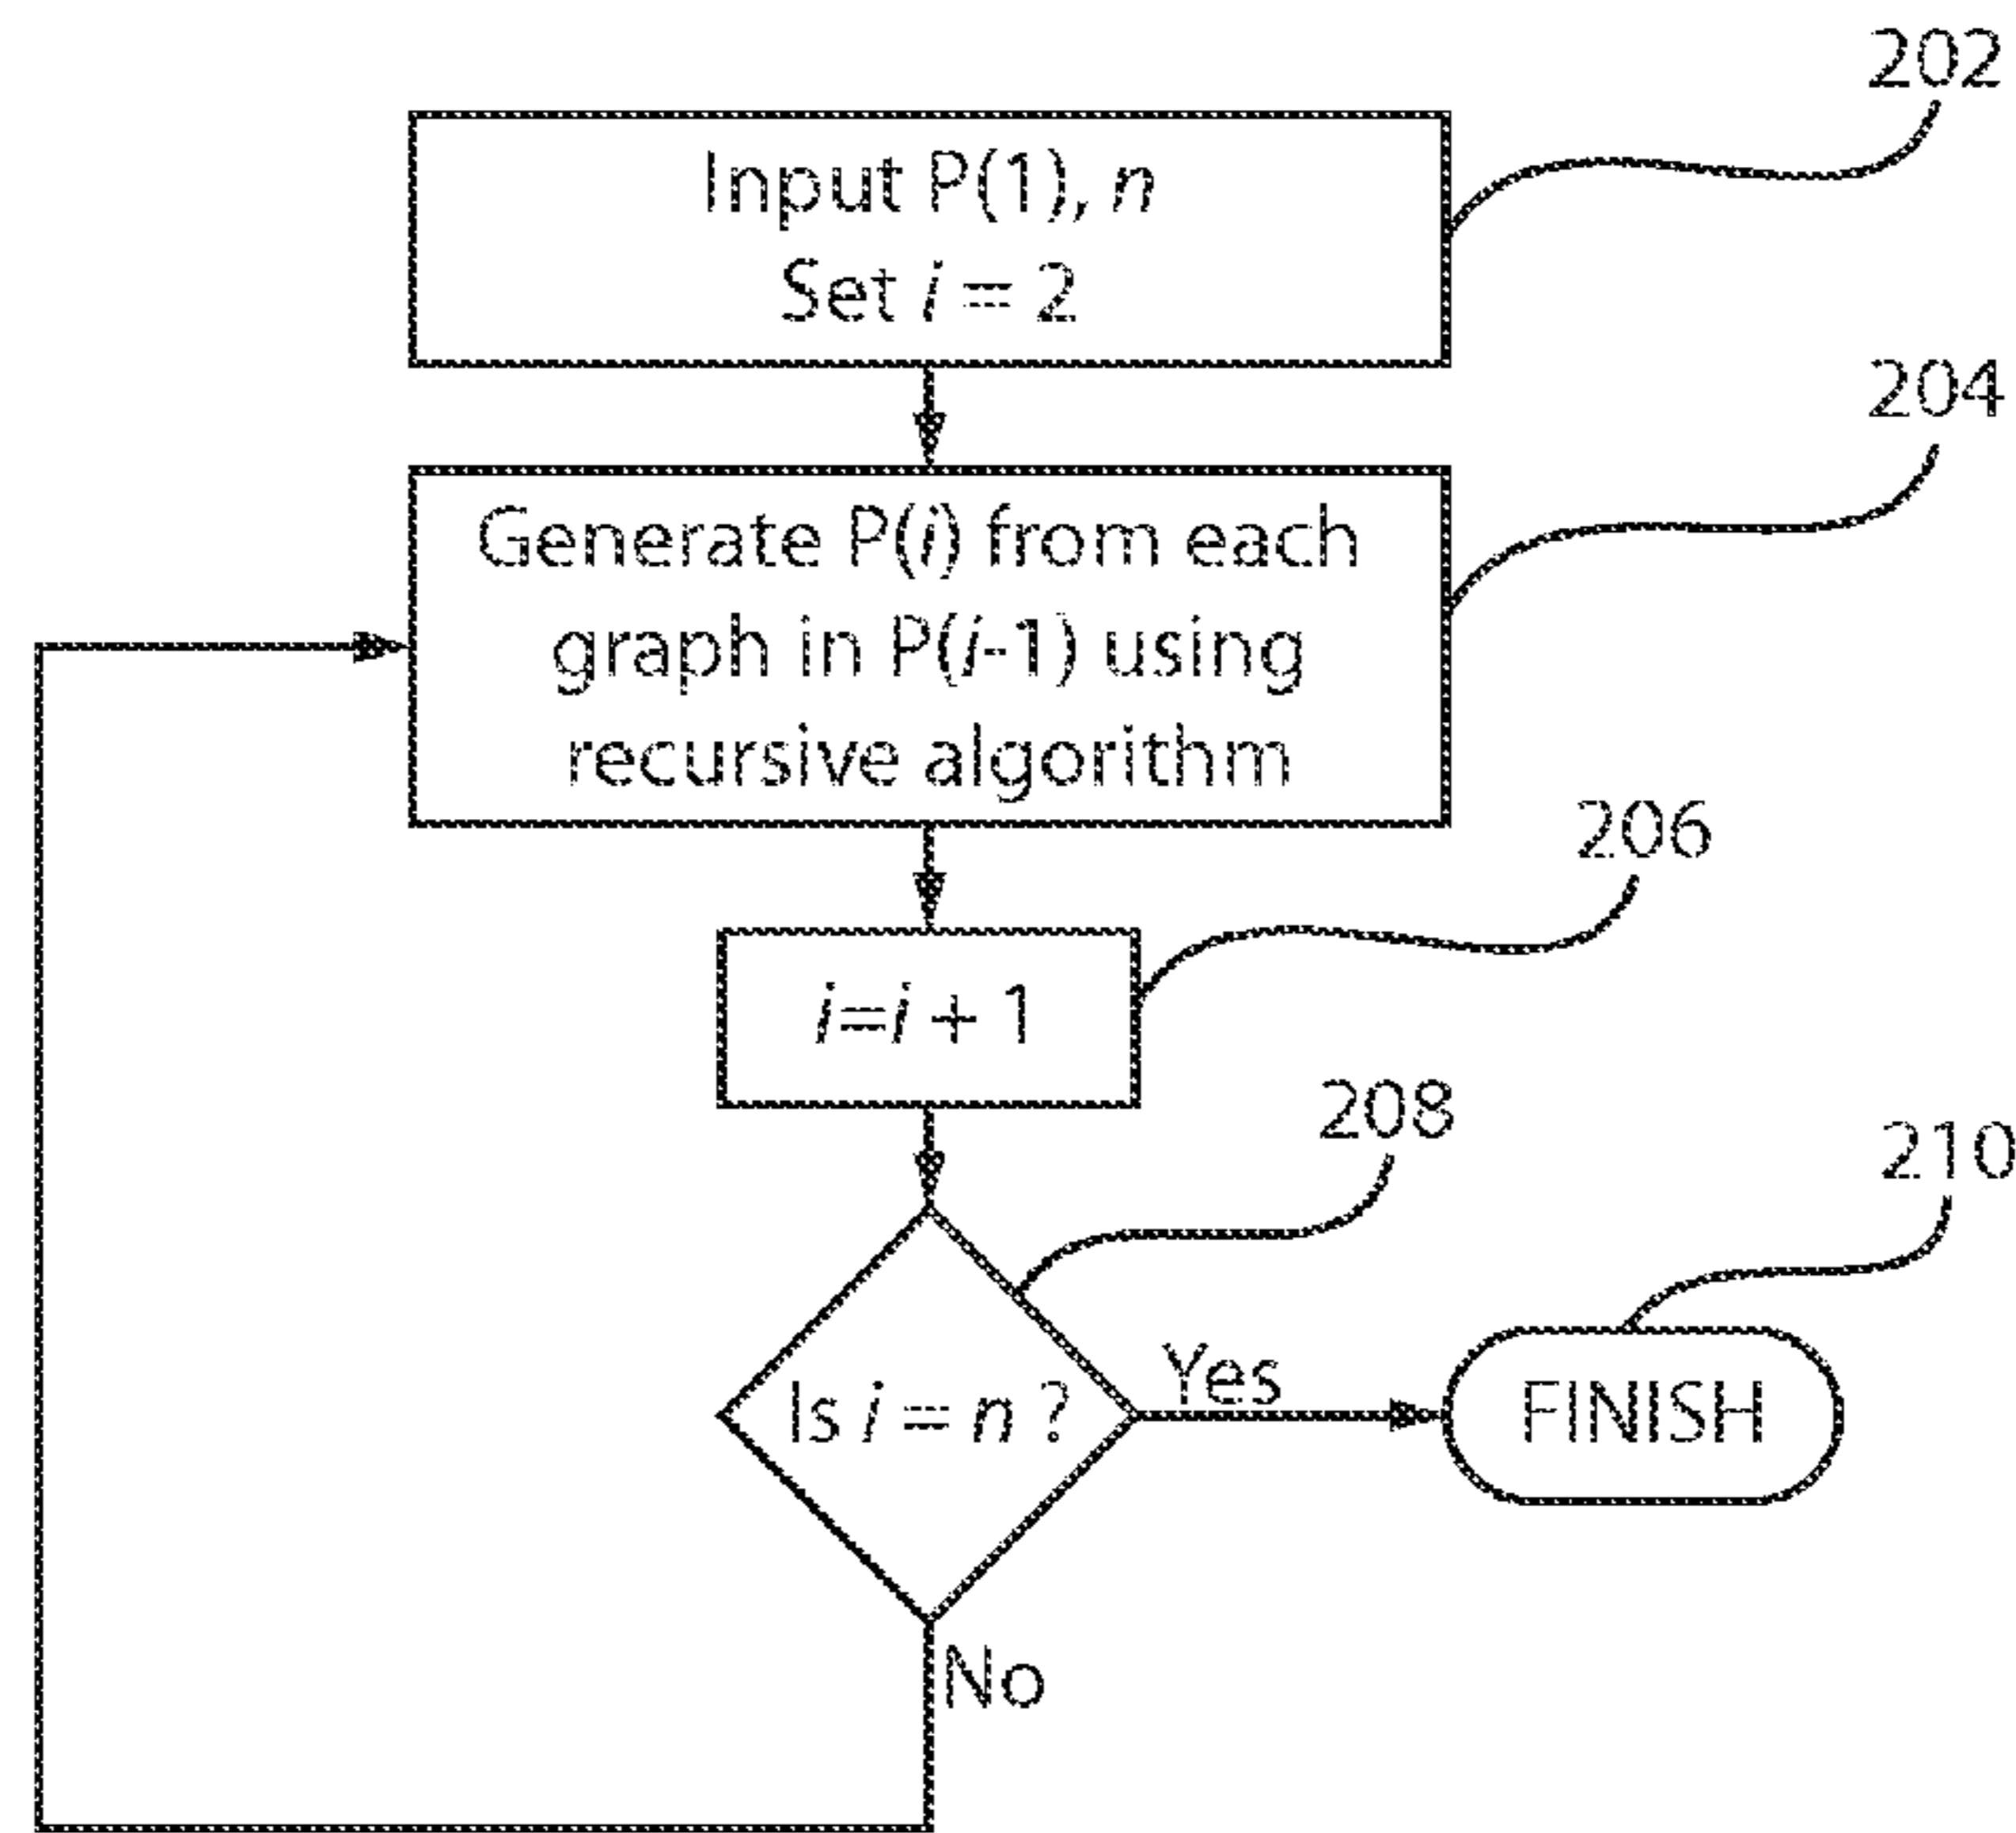 202
Input P(1), n
Set i = 2
204
Generate P(i) from each
graph in P(i-1) using
recursive algorithm
206
i=i + 1
208
210
Is i = n ?
Yes
FINISH
No